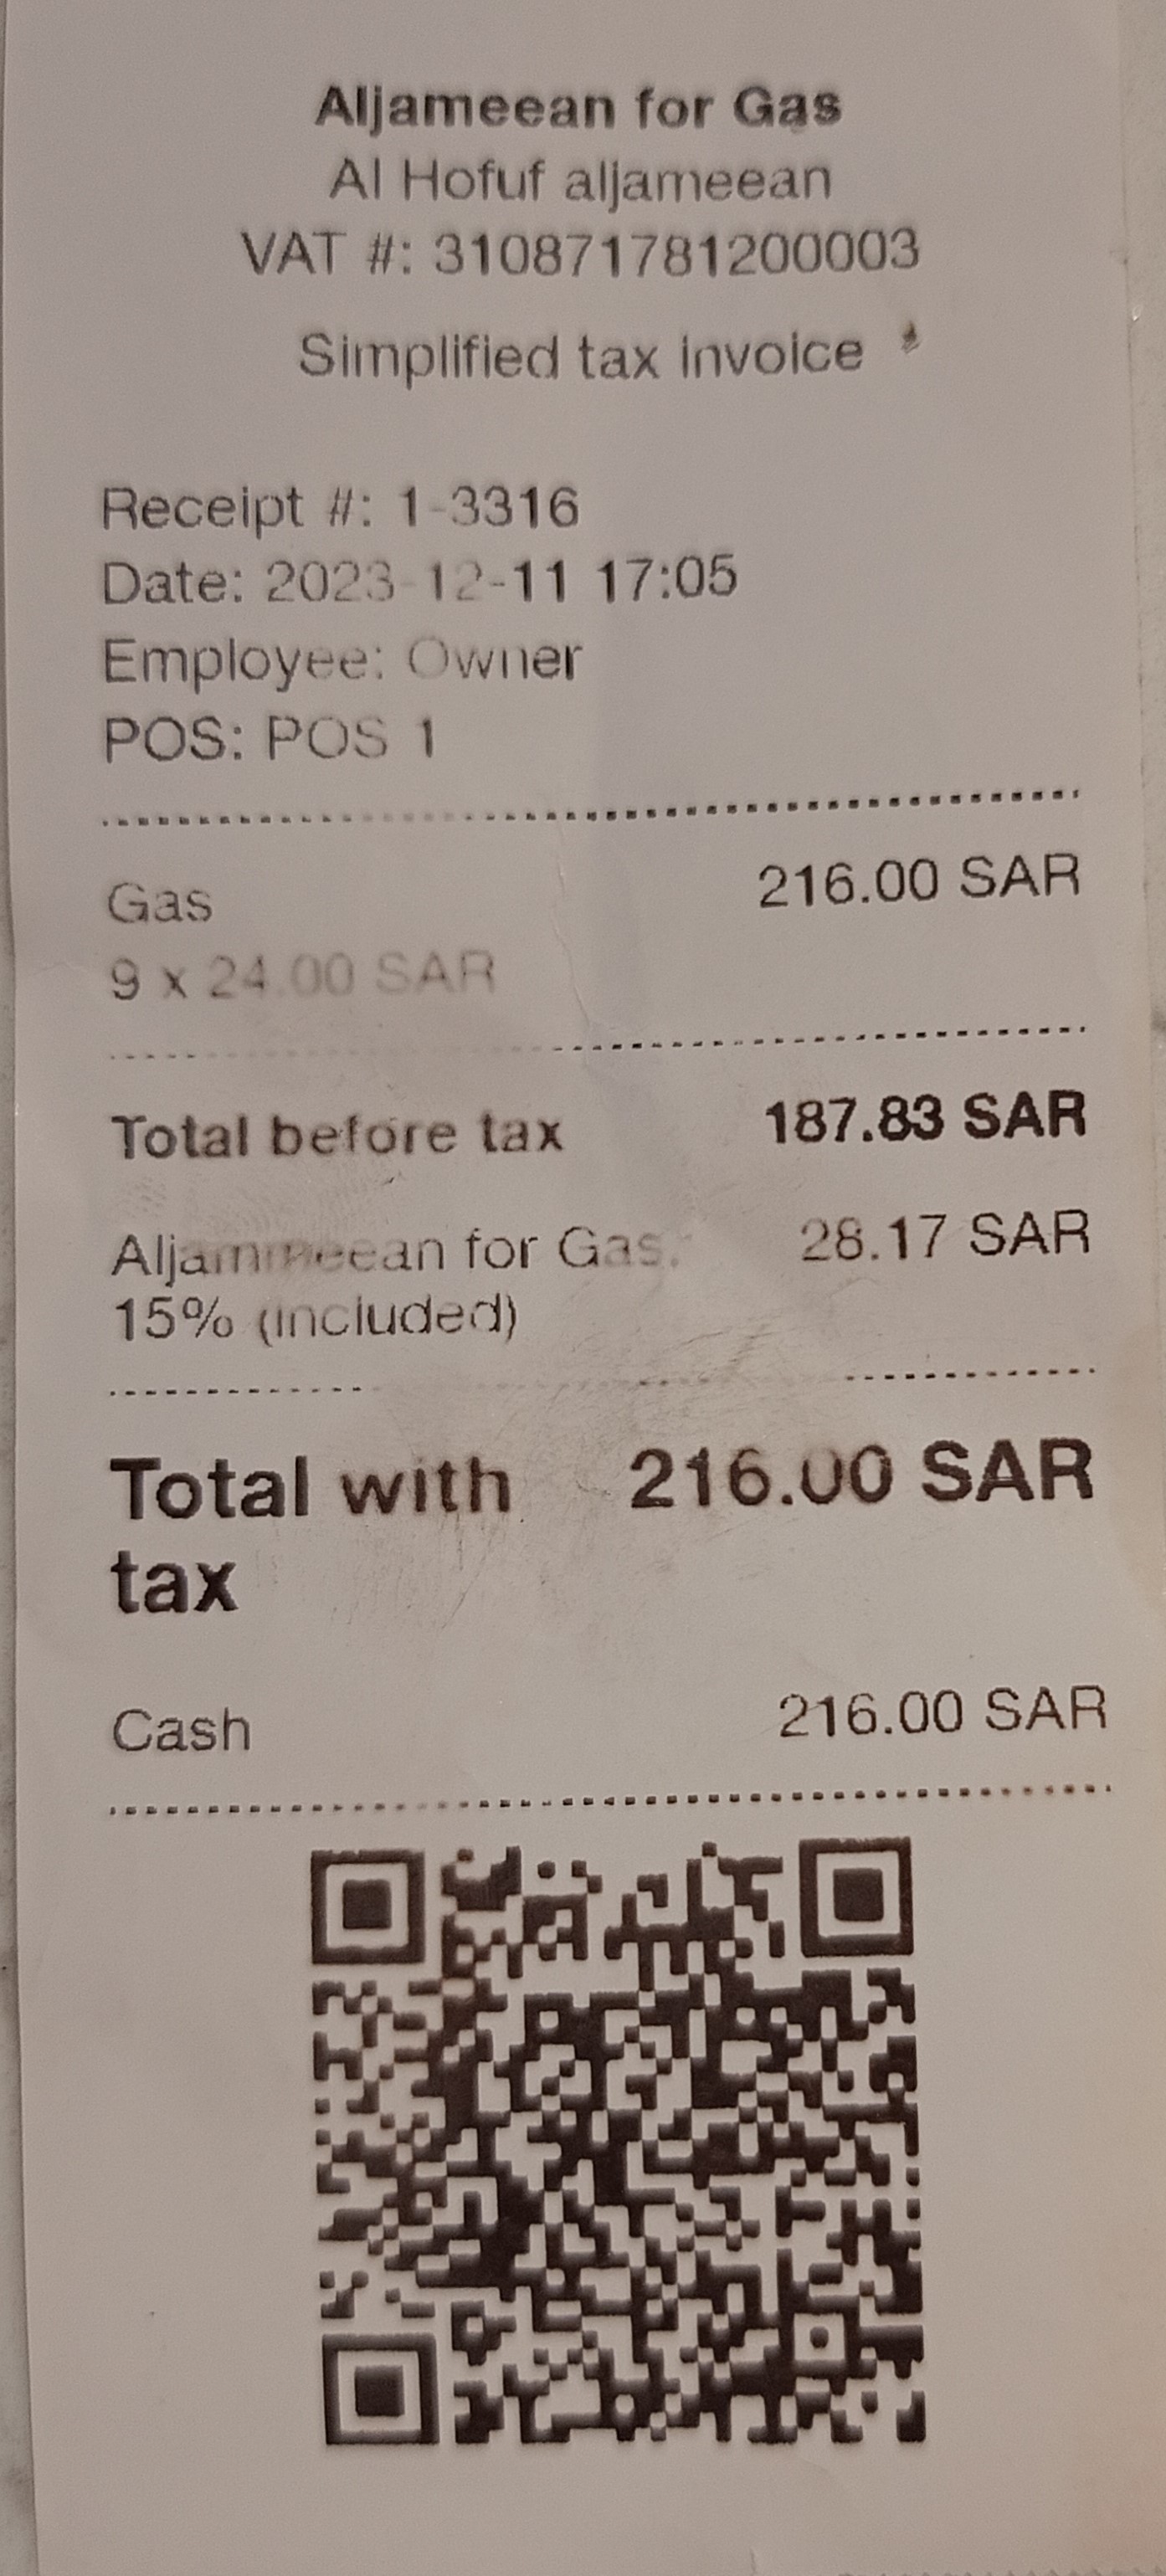 Aljameean for Gas
Al Hofuf aljameean
VAT #: 310871781200003
Simplified tax invoice
Receipt #: 1-3316
Date: 2023-12-11 17:05
Employee: Owner
POS: POS 1
Gas 216.00 SAR
9 x 24.00 SAR
Total before tax 187.83 SAR
Aljammeean for Gas. 28.17 SAR
15% (included)
Total with 216.00 SAR
tax
Cash 216.00 SAR